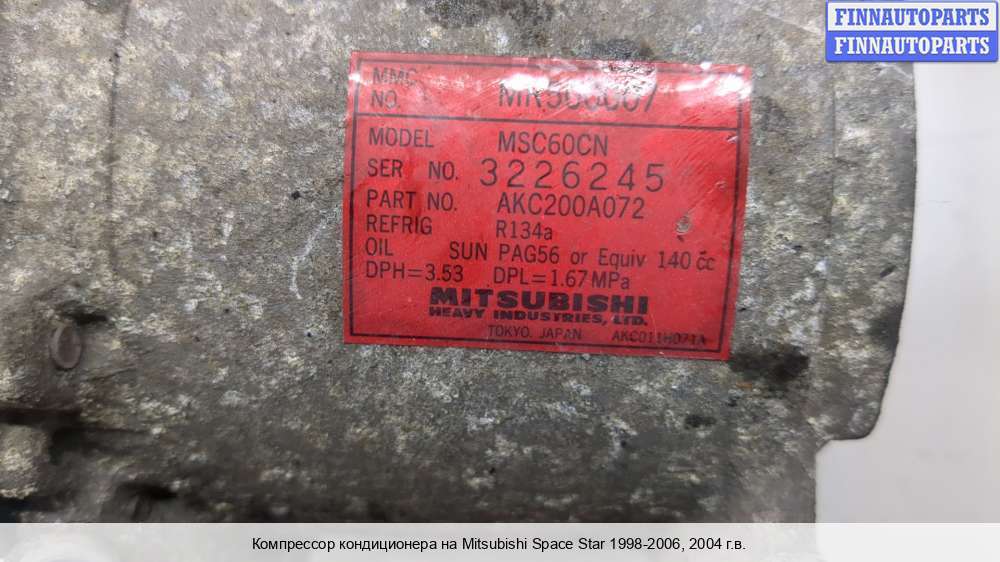 FINNAUTOPARTS
FINNAUTOPARTS
MMC
NO.
MODEL MSC60CN
SER NO. 3226245
PART NO. AKC200A072
REFRIG R134a
OIL SUN PAG56 or Equiv 140 cc
DPH=3.53 DPL=1.67MPa
MITSUBISHI
HEAVY INDUSTRIES, LTD.
TOKYO. JAPAN AKC011H071A
Компрессор кондиционера на Mitsubishi Space Star 1998-2006, 2004 г.в.